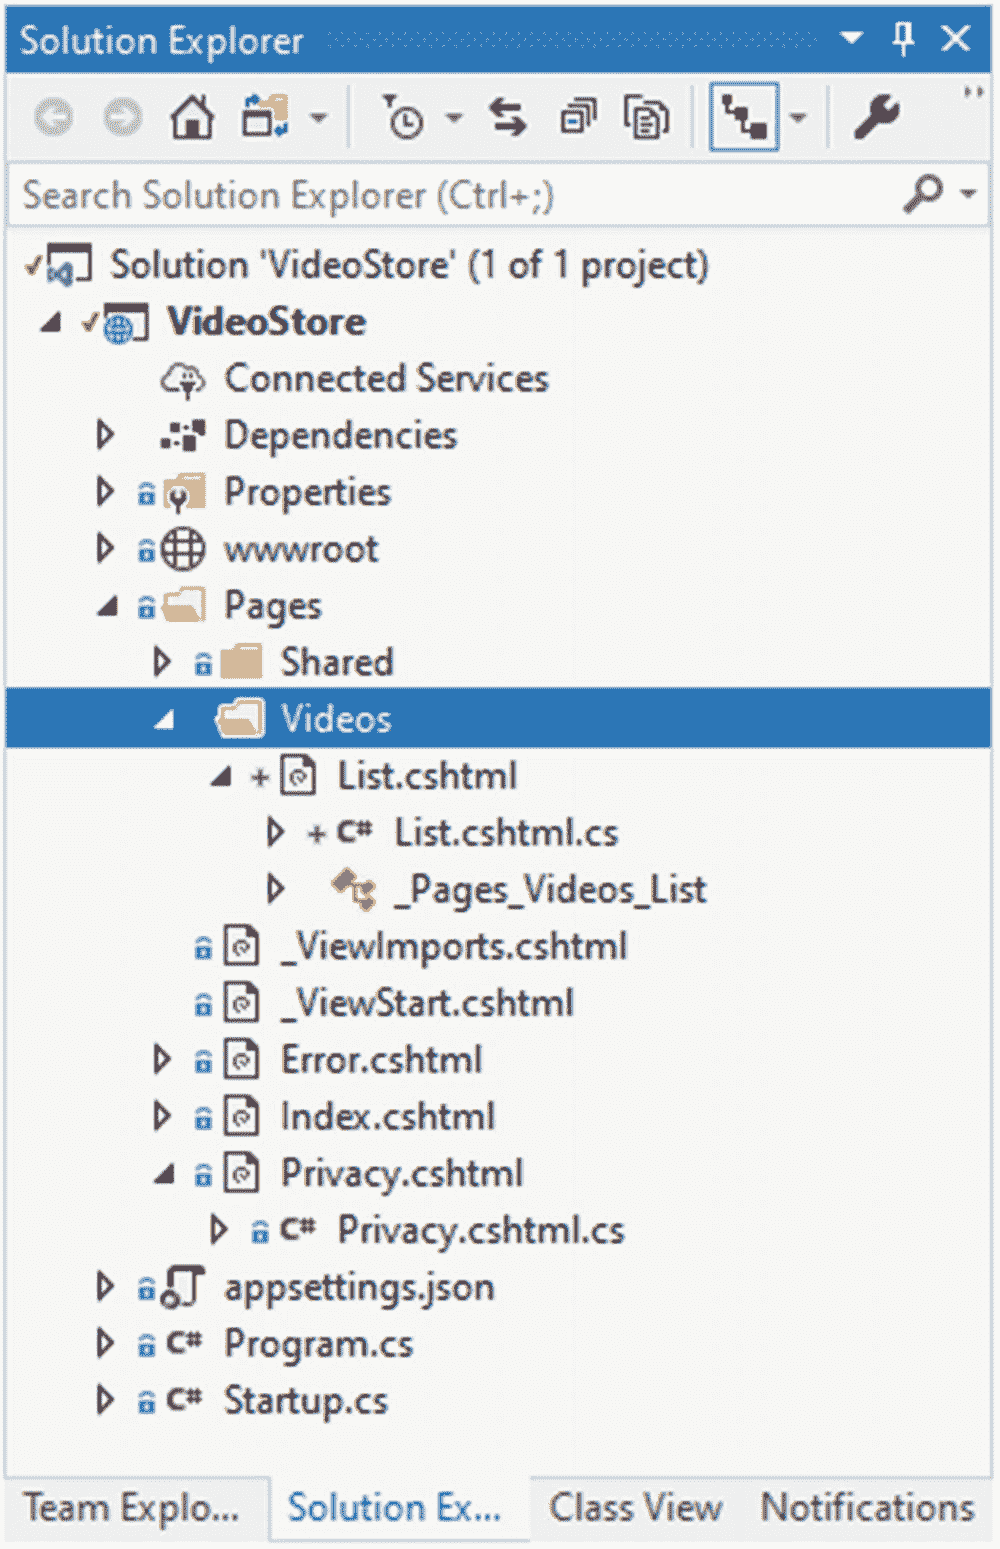 Solution Explorer
Search Solution Explorer (Ctrl+;)
Solution 'VideoStore' (1 of 1 project)
VideoStore
Connected Services
Dependencies
Properties
wwwroot
Pages
Shared
Videos
List.cshtml
C# List.cshtml.cs
_Pages_Videos_List
_ViewImports.cshtml
_ViewStart.cshtml
Error.cshtml
Index.cshtml
Privacy.cshtml
C# Privacy.cshtml.cs
appsettings.json
C# Program.cs
C# Startup.cs
Team Explo... Solution Ex... Class View Notifications